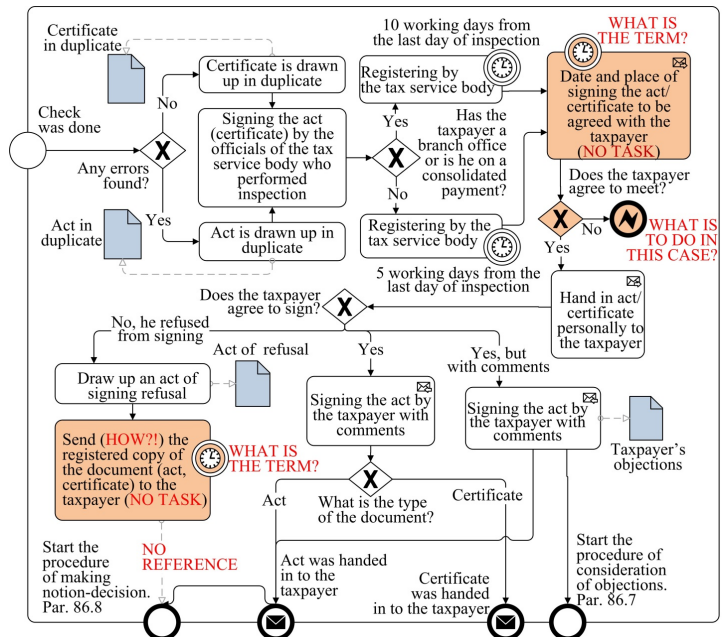 Certificate
in duplicate
10 working days from the
last day of inspection
WHAT IS
THE TERM?
Certificate is drawn
up in duplicate
Registering by
the tax service body
Date and place of
signing the act/
certificate to be
agreed with the
taxpayer
(NO TASK)
No
Check
was done
Signing the act
(certificate) by the
officials of the tax
service body who
performed
inspection
Yes
Has the
taxpayer a
branch office
or is he on a
consolidated
payment?
Any errors
found?
Does the taxpayer
agree to meet?
No
Act in
duplicate
Yes
Act is drawn up in
duplicate
Registering by the
tax service body
No
WHAT IS
TO DO IN
THIS CASE?
Yes
5 working days from the
last day of inspection
Does the taxpayer
agree to sign?
Hand in act/
certificate
personally to
the taxpayer
No, he refused
from signing
Act of refusal
Yes
Yes, but
with comments
Draw up an act of
signing refusal
Signing the act by
the taxpayer with
comments
Signing the act by
the taxpayer with
comments
Send (HOW?!) the
registered copy of
the document (act,
certificate) to the
taxpayer (NO TASK)
WHAT IS
THE TERM?
Taxpayer's
objections
Act
What is the type
of the document?
Certificate
Start the
procedure
of making
notion-decision.
Par. 86.8
NO
REFERENCE
Act was handed
in to the
taxpayer
Certificate
was handed
in to the taxpayer
Start the
procedure of
consideration
of objections.
Par. 86.7